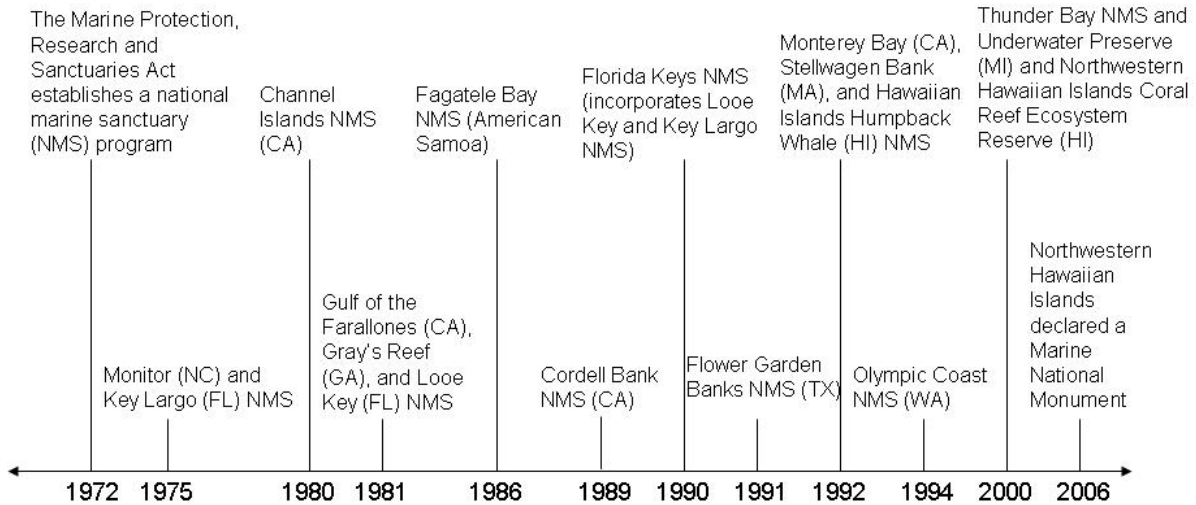 The Marine Protection,
Research and
Sanctuaries Act
establishes a national
marine sanctuary
(NMS) program
Monitor (NC) and
Key Largo (FL) NMS
Channel
Islands NMS
(CA)
Gulf of the
Farallones (CA),
Gray's Reef
(GA), and Looe
Key (FL) NMS
Fagatele Bay
NMS (American
Samoa)
Cordell Bank
NMS (CA)
Florida Keys NMS
(incorporates Looe
Key and Key Largo
NMS)
Flower Garden
Banks NMS (TX)
Monterey Bay (CA),
Stellwagen Bank
(MA), and Hawaiian
Islands Humpback
Whale (HI) NMS
Olympic Coast
NMS (WA)
Thunder Bay NMS and
Underwater Preserve
(MI) and Northwestern
Hawaiian Islands Coral
Reef Ecosystem
Reserve (HI)
Northwestern
Hawaiian
Islands
declared a
Marine
National
Monument
1972 1975 1980 1981 1986 1989 1990 1991 1992 1994 2000 2006